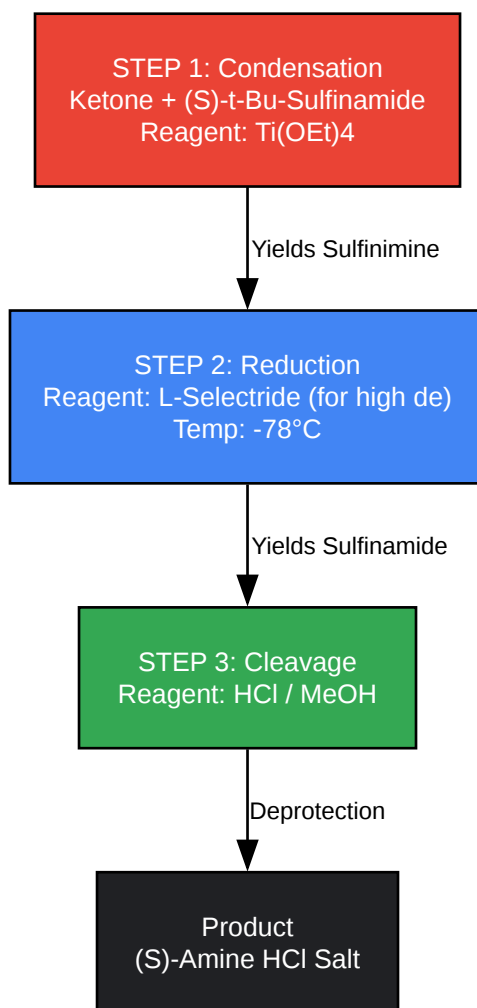 STEP 1: Condensation
Ketone + (S)-t-Bu-Sulfinamide
Reagent: Ti(OEt)4
Yields Sulfinimine
STEP 2: Reduction
Reagent: L-Selectride (for high de)
Temp: -78°C
Yields Sulfinamide
STEP 3: Cleavage
Reagent: HCl / MeOH
Deprotection
Product
(S)-Amine HCl Salt